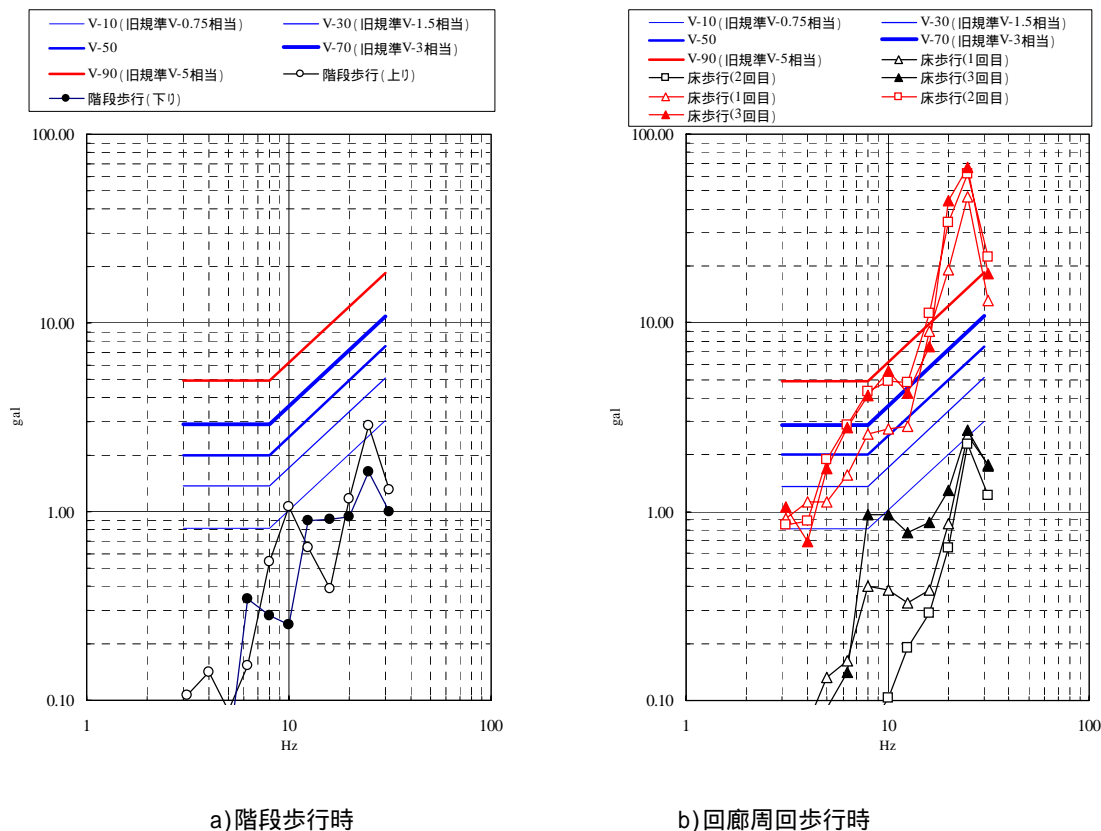 V-10(旧規準V-0.75相当) V-30(旧規準V-1.5相当)
V-50 V-70(旧規準V-3相当)
V-90(旧規準V-5相当) 階段歩行(上り)
階段歩行(下り)
100.00
10.00
1.00
0.10
gal
1 10 100
Hz
a)階段歩行時
V-10(旧規準V-0.75相当) V-30(旧規準V-1.5相当)
V-50 V-70(旧規準V-3相当)
V-90(旧規準V-5相当) 床歩行(1回目)
床歩行(2回目) 床歩行(3回目)
床歩行(1回目) 床歩行(2回目)
床歩行(3回目)
100.00
10.00
1.00
0.10
gal
1 10 100
Hz
b)回廊周回歩行時